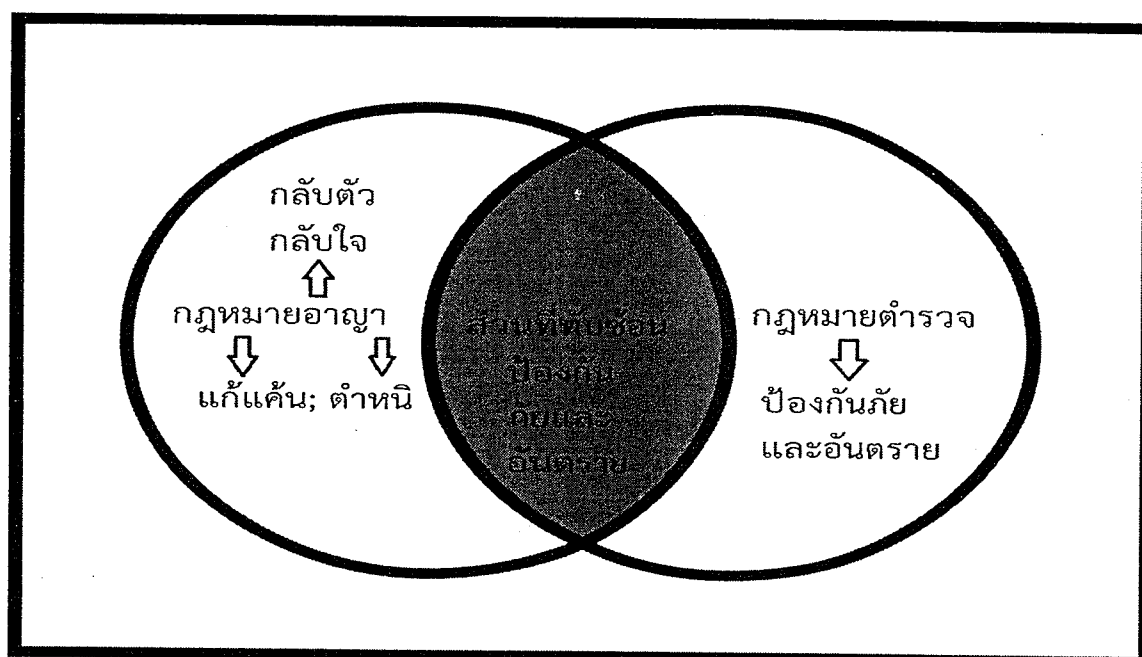 กลับตัว
กลับใจ
กฎหมายอาญา
แก้แค้น; ตำหนิ
ส่วนที่ทับซ้อน
ป้องกัน
ภัยและ
อันตราย
กฎหมายตำรวจ
ป้องกันภัย
และอันตราย